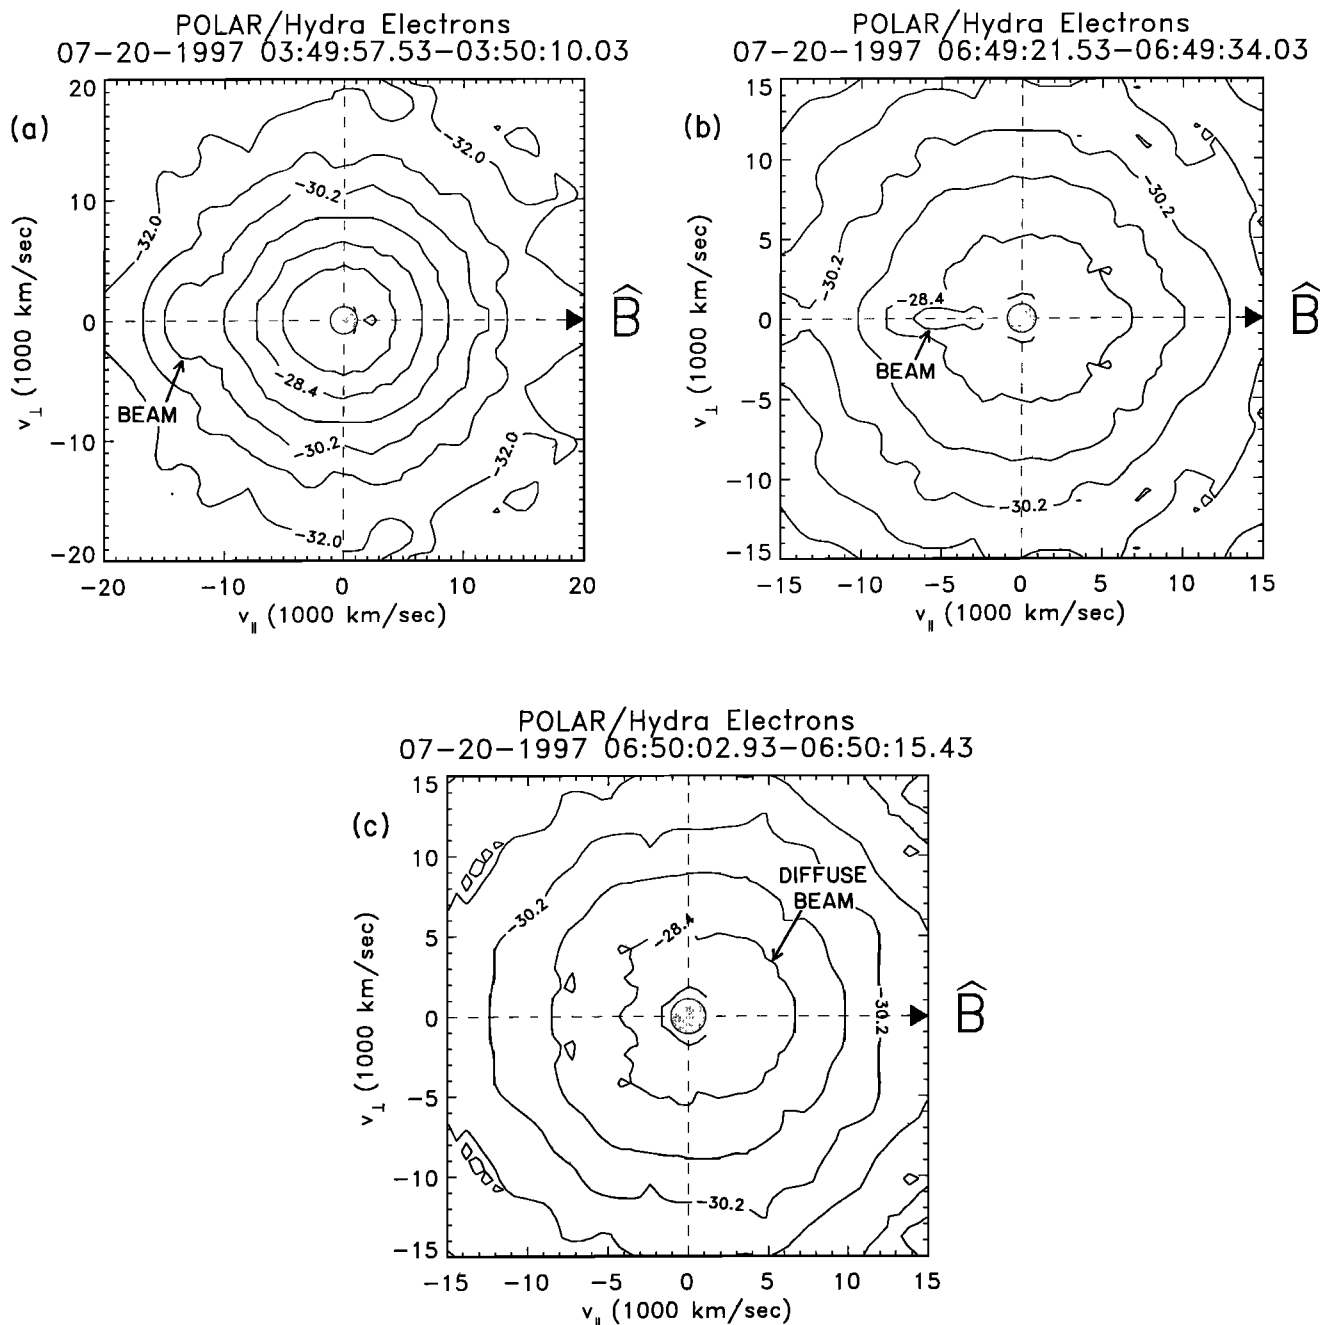 POLAR/Hydra Electrons
07-20-1997 03:49:57.53-03:50:10.03
(a)
20
10
0
-10
-20
v⊥ (1000 km/sec)
-32.0
-30.2
-32.0
-28.4
-30.2
-32.0
-32.0
BEAM
B̂
-20 -10 0 10 20
v∥ (1000 km/sec)
POLAR/Hydra Electrons
07-20-1997 06:49:21.53-06:49:34.03
(b)
15
10
5
0
-5
-10
-15
v⊥ (1000 km/sec)
-30.2
-30.2
-28.4
BEAM
-30.2
B̂
-15 -10 -5 0 5 10 15
v∥ (1000 km/sec)
POLAR/Hydra Electrons
07-20-1997 06:50:02.93-06:50:15.43
(c)
15
10
5
0
-5
-10
-15
v⊥ (1000 km/sec)
DIFFUSE
BEAM
-30.2
-28.4
-30.2
-30.2
B̂
-15 -10 -5 0 5 10 15
v∥ (1000 km/sec)